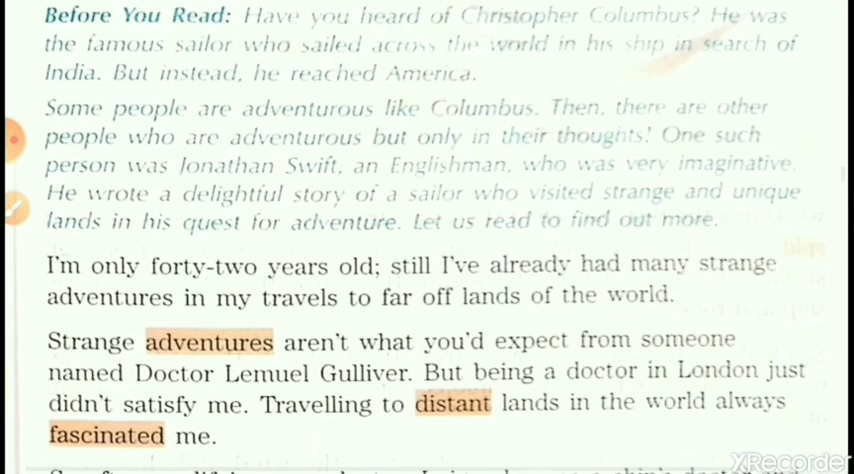 Before You Read: Have you heard of Christopher Columbus? He was
the famous sailor who sailed across the world in his ship in search of
India. But instead, he reached America.
Some people are adventurous like Columbus. Then, there are other
people who are adventurous but only in their thoughts! One such
person was Jonathan Swift, an Englishman, who was very imaginative.
He wrote a delightful story of a sailor who visited strange and unique
lands in his quest for adventure. Let us read to find out more.
I'm only forty-two years old; still I've already had many strange
adventures in my travels to far off lands of the world.
Strange adventures aren't what you'd expect from someone
named Doctor Lemuel Gulliver. But being a doctor in London just
didn't satisfy me. Travelling to distant lands in the world always
fascinated me.
XRecorder